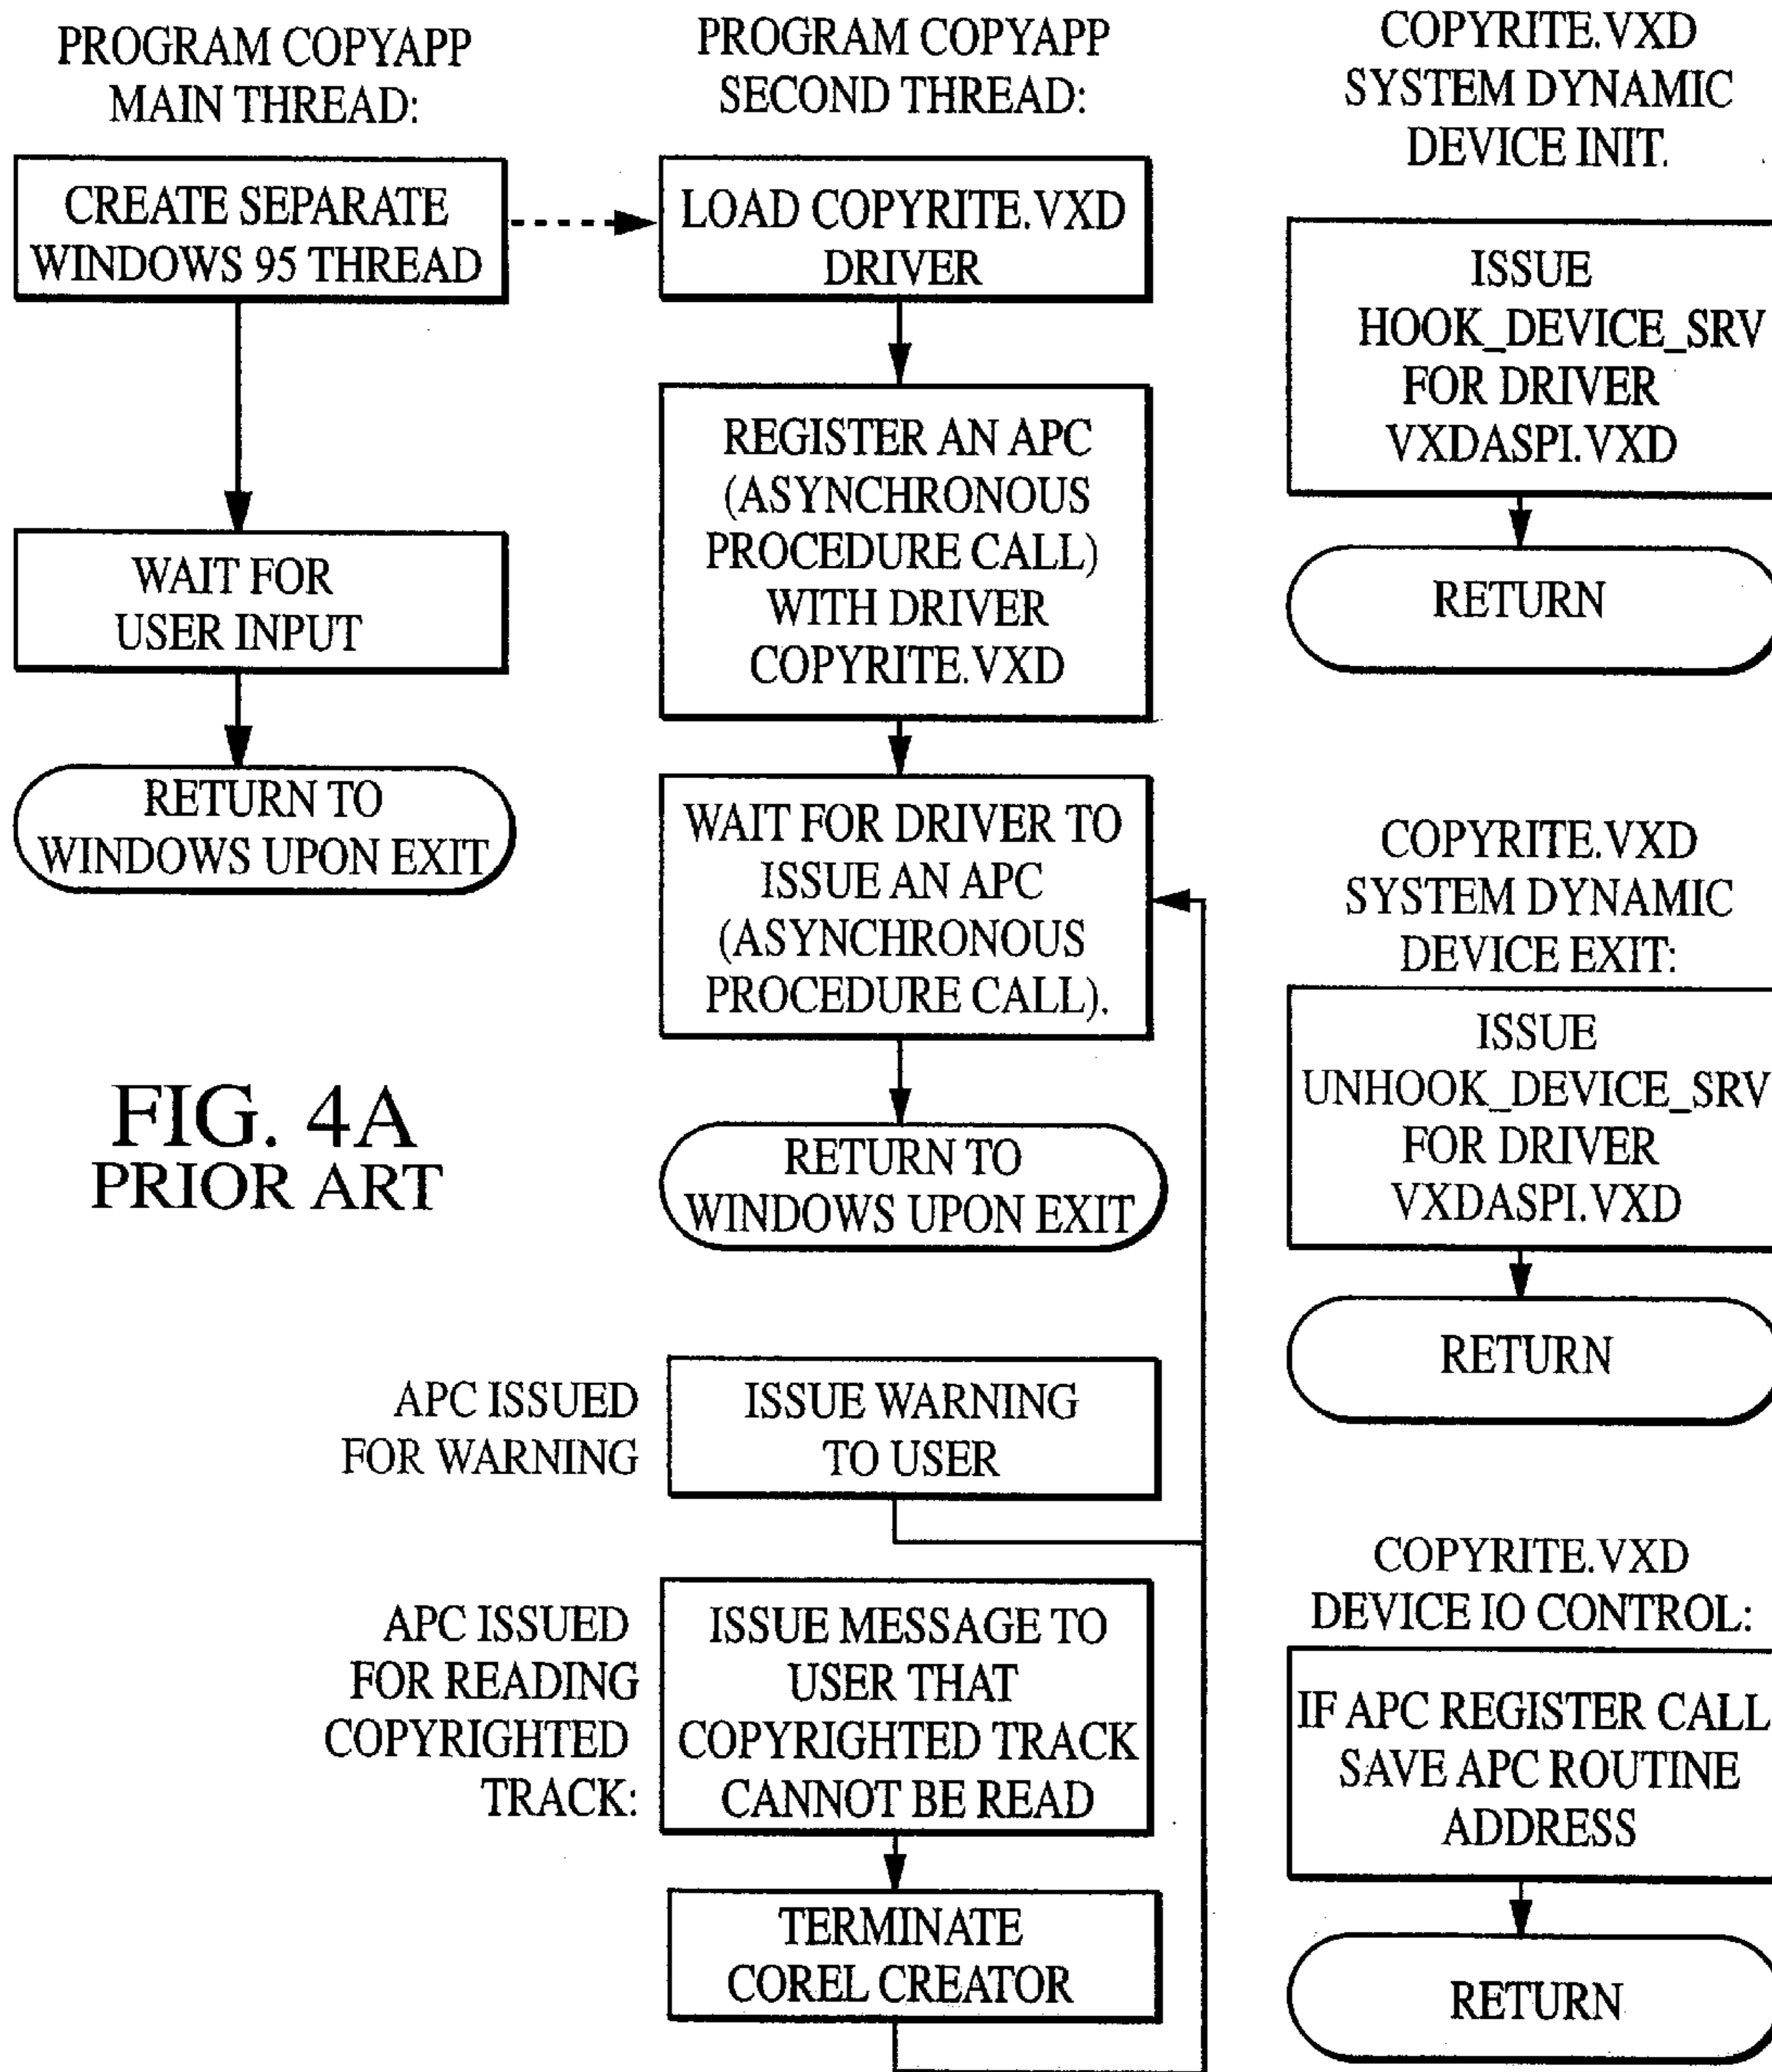 PROGRAM COPYAPP
MAIN THREAD:
CREATE SEPARATE
WINDOWS 95 THREAD
WAIT FOR
USER INPUT
RETURN TO
WINDOWS UPON EXIT
FIG. 4A
PRIOR ART
PROGRAM COPYAPP
SECOND THREAD:
LOAD COPYRITE.VXD
DRIVER
REGISTER AN APC
(ASYNCHRONOUS
PROCEDURE CALL)
WITH DRIVER
COPYRITE.VXD
WAIT FOR DRIVER TO
ISSUE AN APC
(ASYNCHRONOUS
PROCEDURE CALL).
RETURN TO
WINDOWS UPON EXIT
APC ISSUED
FOR WARNING
ISSUE WARNING
TO USER
APC ISSUED
FOR READING
COPYRIGHTED
TRACK:
ISSUE MESSAGE TO
USER THAT
COPYRIGHTED TRACK
CANNOT BE READ
TERMINATE
COREL CREATOR
COPYRITE.VXD
SYSTEM DYNAMIC
DEVICE INIT.
ISSUE
HOOK_DEVICE_SRV
FOR DRIVER
VXDASPI.VXD
RETURN
COPYRITE.VXD
SYSTEM DYNAMIC
DEVICE EXIT:
ISSUE
UNHOOK_DEVICE_SRV
FOR DRIVER
VXDASPI.VXD
RETURN
COPYRITE.VXD
DEVICE IO CONTROL:
IF APC REGISTER CALL
SAVE APC ROUTINE
ADDRESS
RETURN